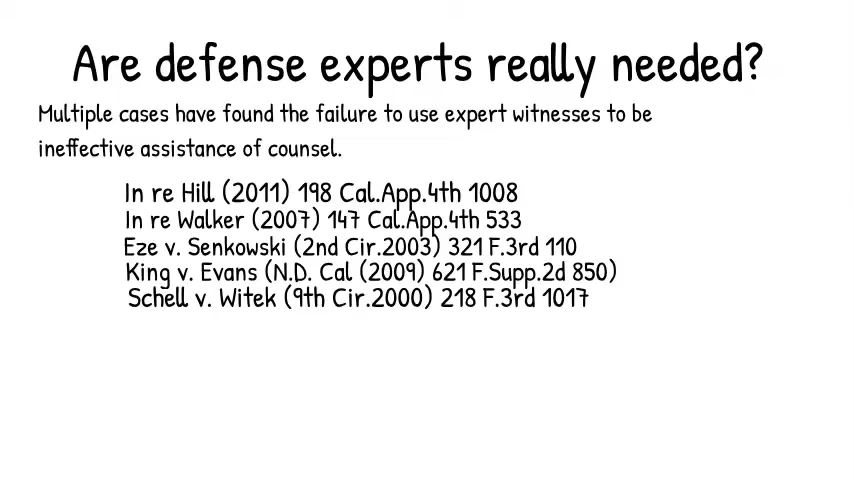 Are defense experts really needed?
Multiple cases have found the failure to use expert witnesses to be
ineffective assistance of counsel.
In re Hill (2011) 198 Cal.App.4th 1008
In re Walker (2007) 147 Cal.App.4th 533
Eze v. Senkowski (2nd Cir.2003) 321 F.3rd 110
King v. Evans (N.D. Cal (2009) 621 F.Supp.2d 850)
Schell v. Witek (9th Cir.2000) 218 F.3rd 1017